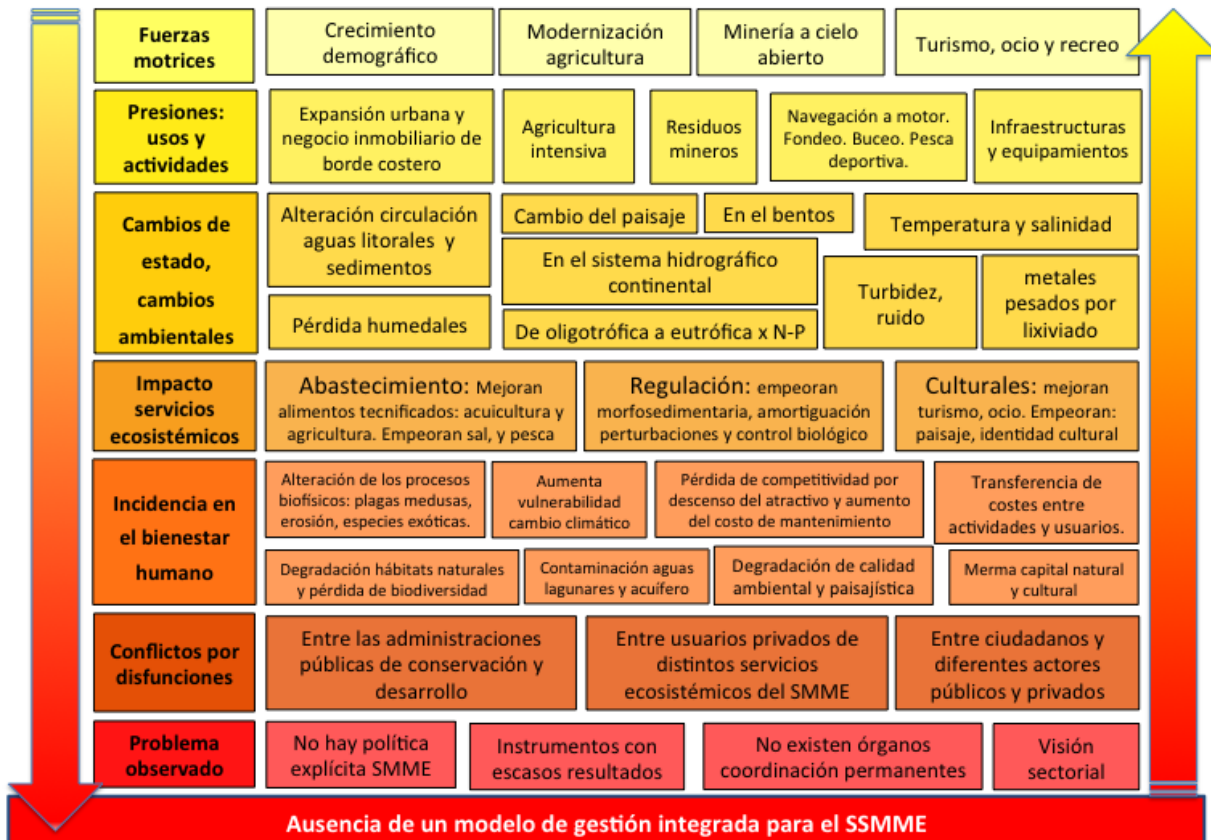 Fuerzas
motrices
Crecimiento
demográfico
Modernización
agricultura
Minería a cielo
abierto
Turismo, ocio y recreo
Presiones:
usos y
actividades
Expansión urbana y
negocio inmobiliario de
borde costero
Agricultura
intensiva
Residuos
mineros
Navegación a motor.
Fondeo. Buceo. Pesca
deportiva.
Infraestructuras
y equipamientos
Cambios de
estado,
cambios
ambientales
Alteración circulación
aguas litorales y
sedimentos
Cambio del paisaje
En el bentos
Temperatura y salinidad
En el sistema hidrográfico
continental
Turbidez,
ruido
metales
pesados por
lixiviado
Pérdida humedales
De oligotrófica a eutrófica x N-P
Impacto
servicios
ecosistémicos
Abastecimiento: Mejoran
alimentos tecnificados: acuicultura y
agricultura. Empeoran sal, y pesca
Regulación: empeoran
morfosedimentaria, amortiguación
perturbaciones y control biológico
Culturales: mejoran
turismo, ocio. Empeoran:
paisaje, identidad cultural
Incidencia en
el bienestar
humano
Alteración de los procesos
biofísicos: plagas medusas,
erosión, especies exóticas.
Aumenta
vulnerabilidad
cambio climático
Pérdida de competitividad por
descenso del atractivo y aumento
del costo de mantenimiento
Transferencia de
costes entre
actividades y usuarios.
Degradación hábitats naturales
y pérdida de biodiversidad
Contaminación aguas
lagunares y acuífero
Degradación de calidad
ambiental y paisajística
Merma capital natural
y cultural
Conflictos por
disfunciones
Entre las administraciones
públicas de conservación y
desarrollo
Entre usuarios privados de
distintos servicios
ecosistémicos del SMME
Entre ciudadanos y
diferentes actores
públicos y privados
Problema
observado
No hay política
explícita SMME
Instrumentos con
escasos resultados
No existen órganos
coordinación permanentes
Visión
sectorial
Ausencia de un modelo de gestión integrada para el SSMME